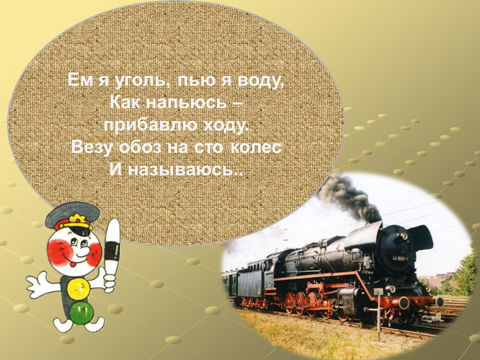 Ем я уголь, пью я воду,
Как напьюсь –
прибавлю ходу.
Везу обоз на сто колес
И называюсь..